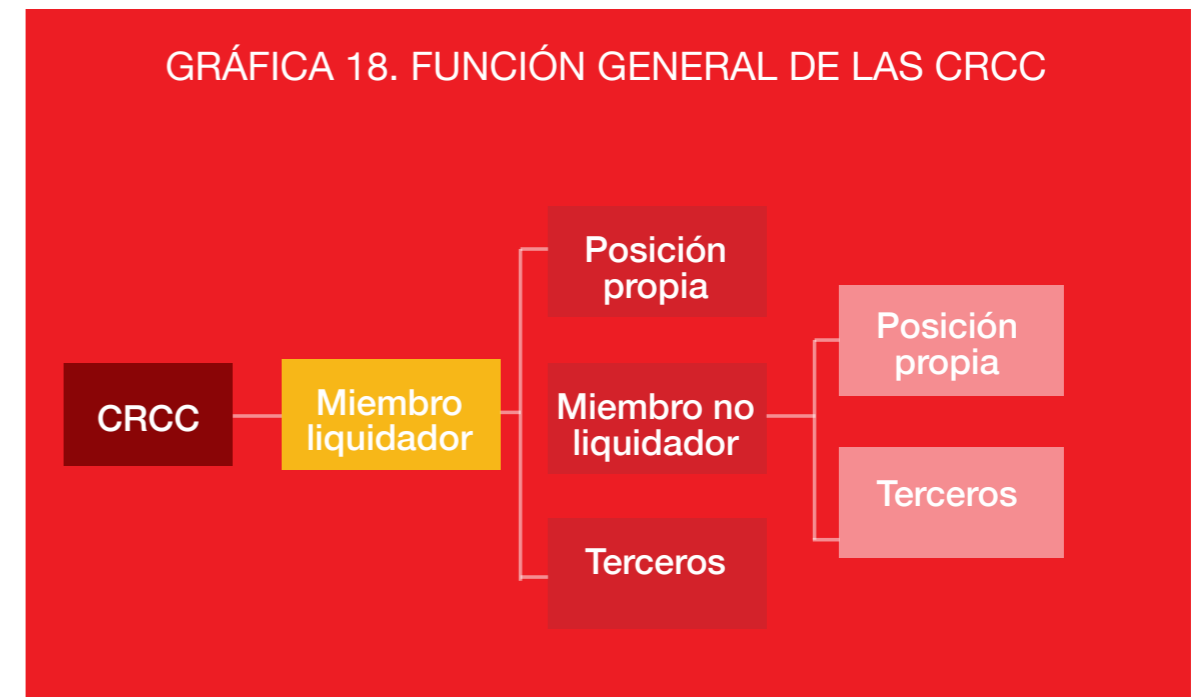 GRÁFICA 18. FUNCIÓN GENERAL DE LAS CRCC
CRCC
Miembro
liquidador
Posición
propia
Miembro no
liquidador
Terceros
Posición
propia
Terceros